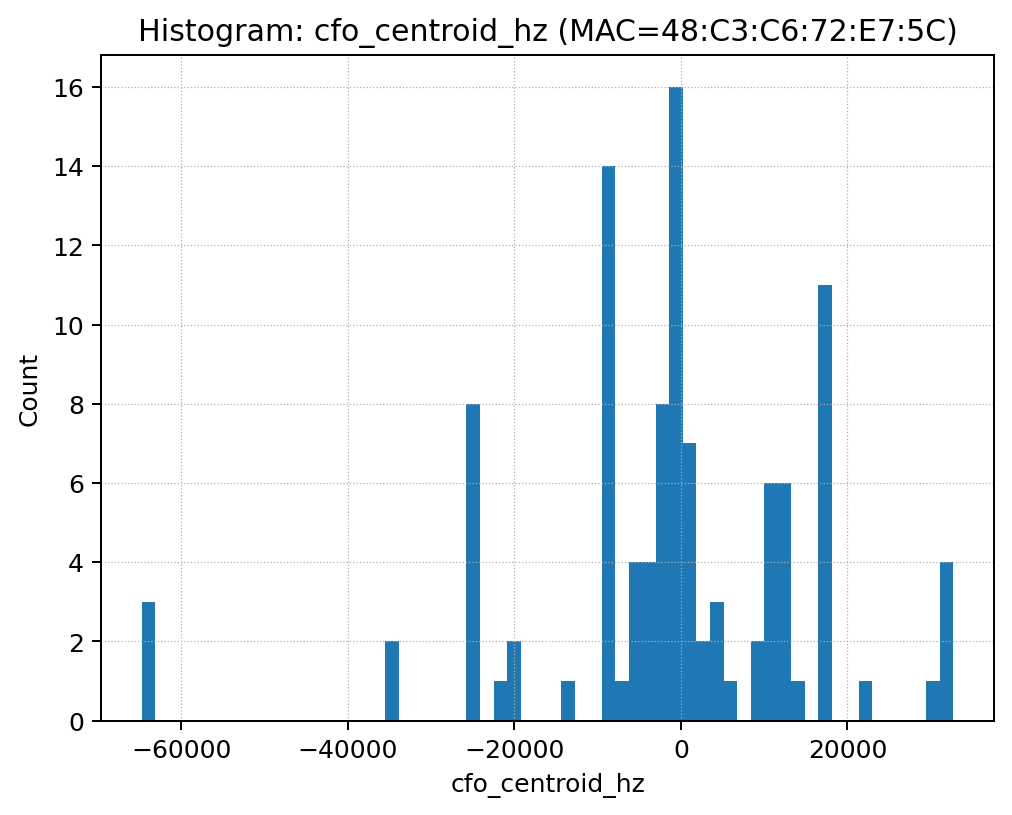 Histogram: cfo_centroid_hz (MAC=48:C3:C6:72:E7:5C)
16
14
12
10
8
6
4
2
0
Count
−60000 −40000 −20000 0 20000
cfo_centroid_hz